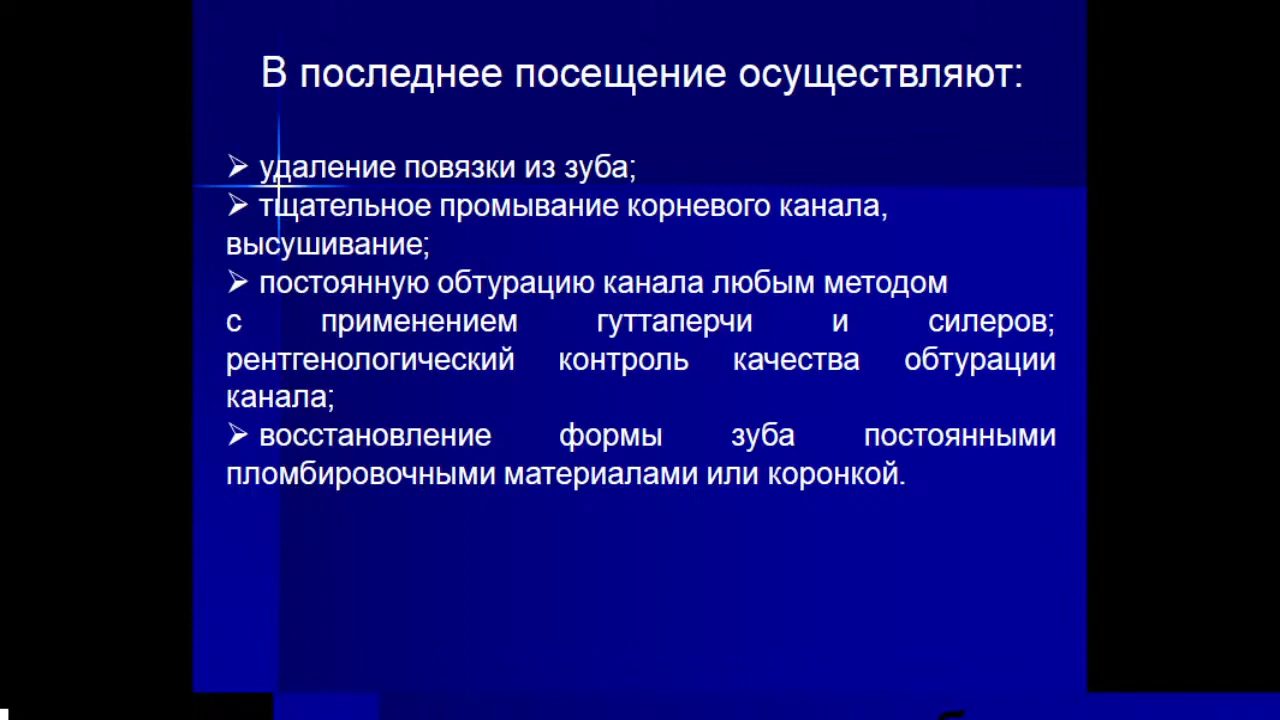 В последнее посещение осуществляют:
➢ удаление повязки из зуба;
➢ тщательное промывание корневого канала,
высушивание;
➢ постоянную обтурацию канала любым методом
с применением гуттаперчи и силеров;
рентгенологический контроль качества обтурации
канала;
➢ восстановление формы зуба постоянными
пломбировочными материалами или коронкой.